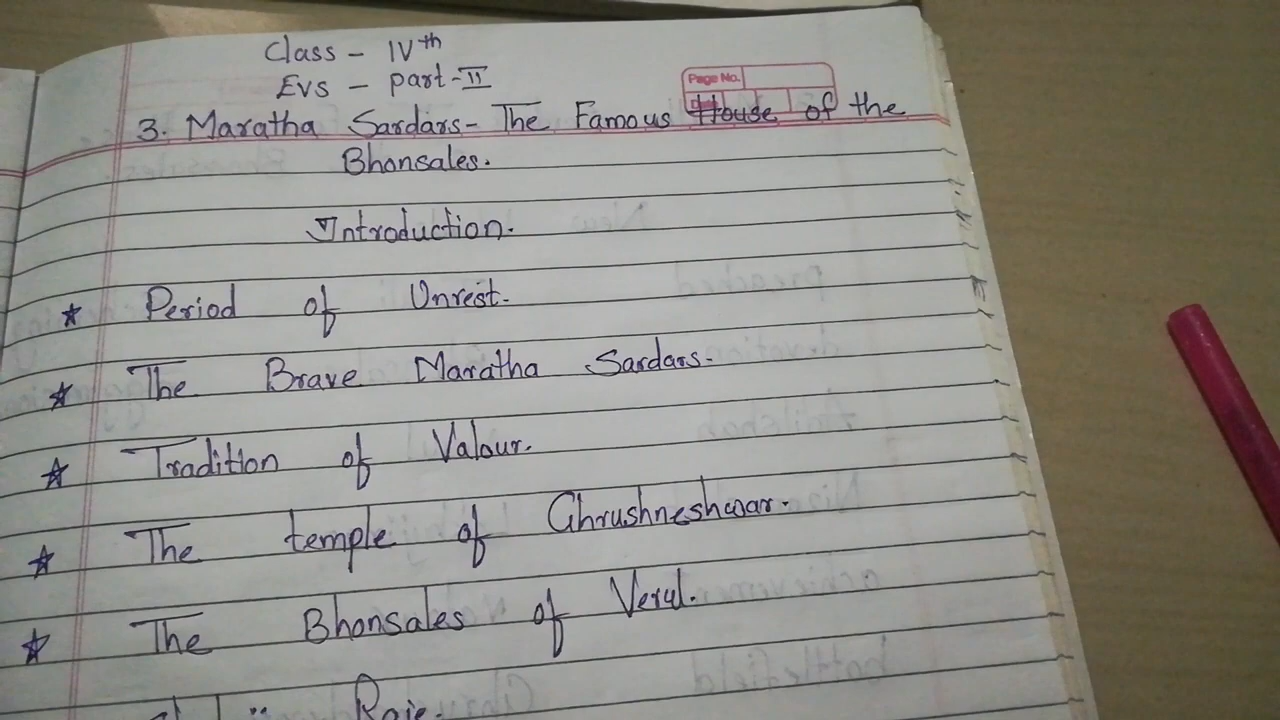 Class - IVth
EVS - Part-II
Page No.
3. Maratha Sardars- The Famous House of the
Bhonsales.
Introduction.
* Period of Unrest.
* The Brave Maratha Sardars.
* Tradition of Valour.
* The temple of Ghrushneshwar.
* The Bhonsales of Verul.
Raje.